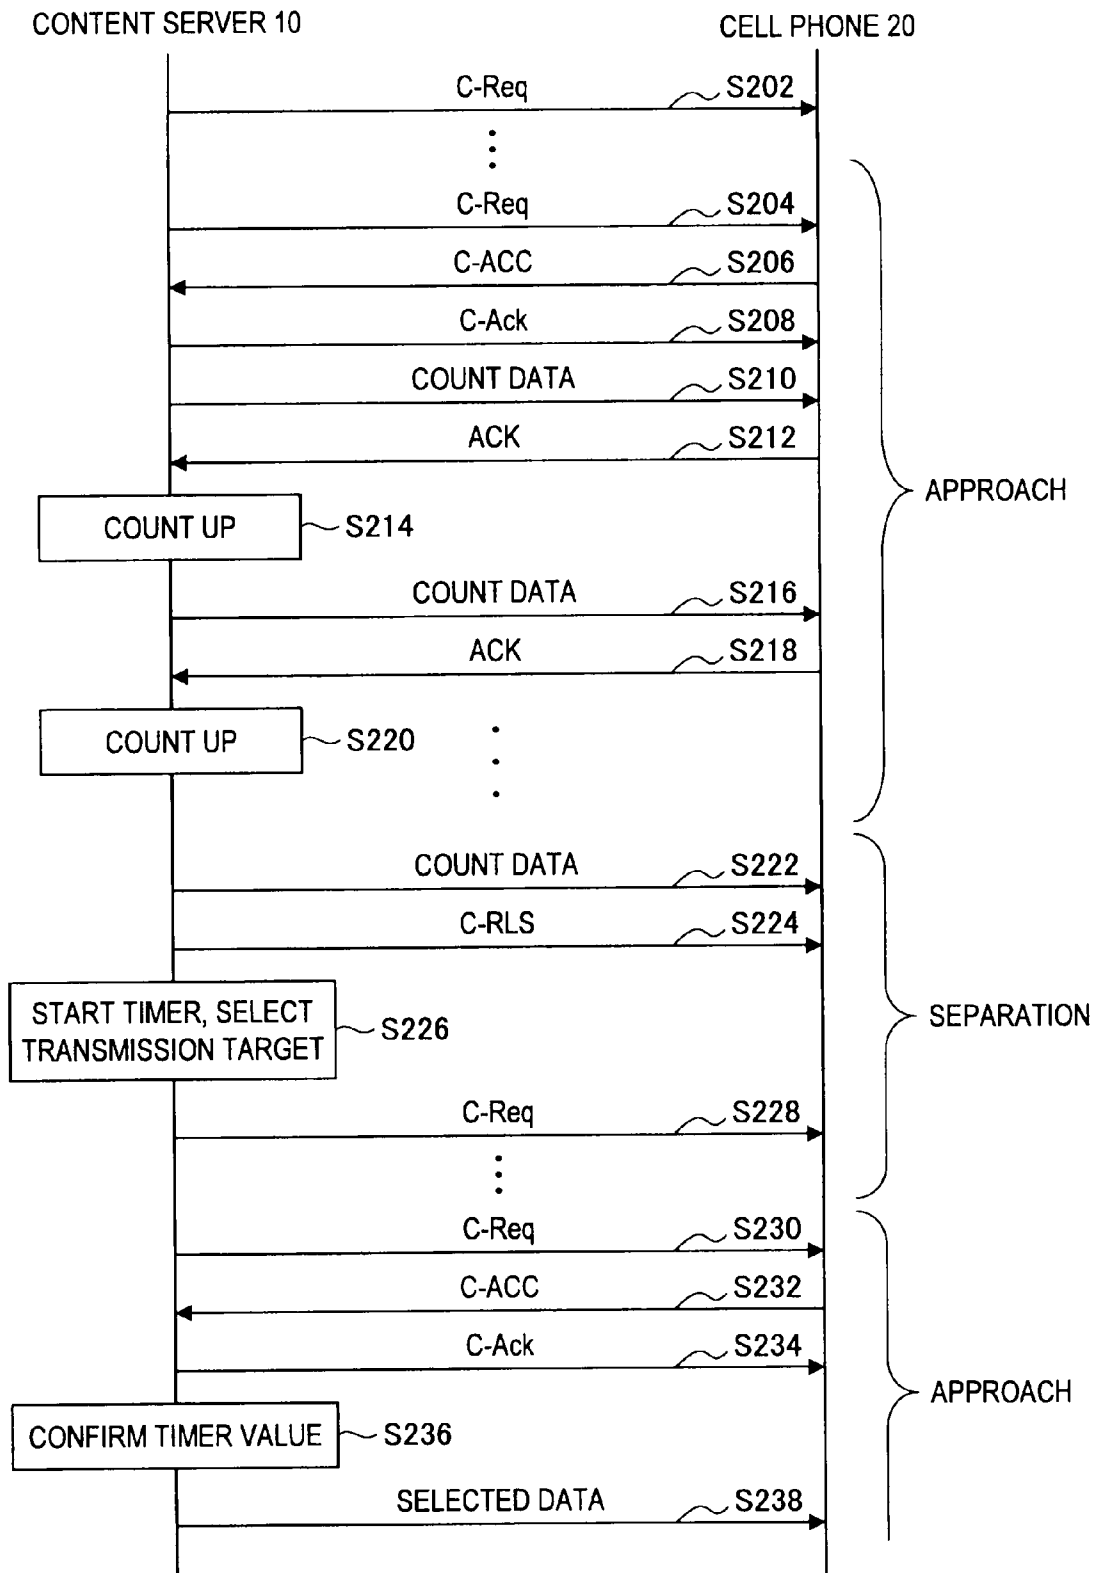 CONTENT SERVER 10
CELL PHONE 20
C-Req
S202
C-Req
S204
C-ACC
S206
C-Ack
S208
COUNT DATA
S210
ACK
S212
APPROACH
COUNT UP
S214
COUNT DATA
S216
ACK
S218
COUNT UP
S220
COUNT DATA
S222
C-RLS
S224
START TIMER, SELECT
TRANSMISSION TARGET
S226
SEPARATION
C-Req
S228
C-Req
S230
C-ACC
S232
C-Ack
S234
APPROACH
CONFIRM TIMER VALUE
S236
SELECTED DATA
S238